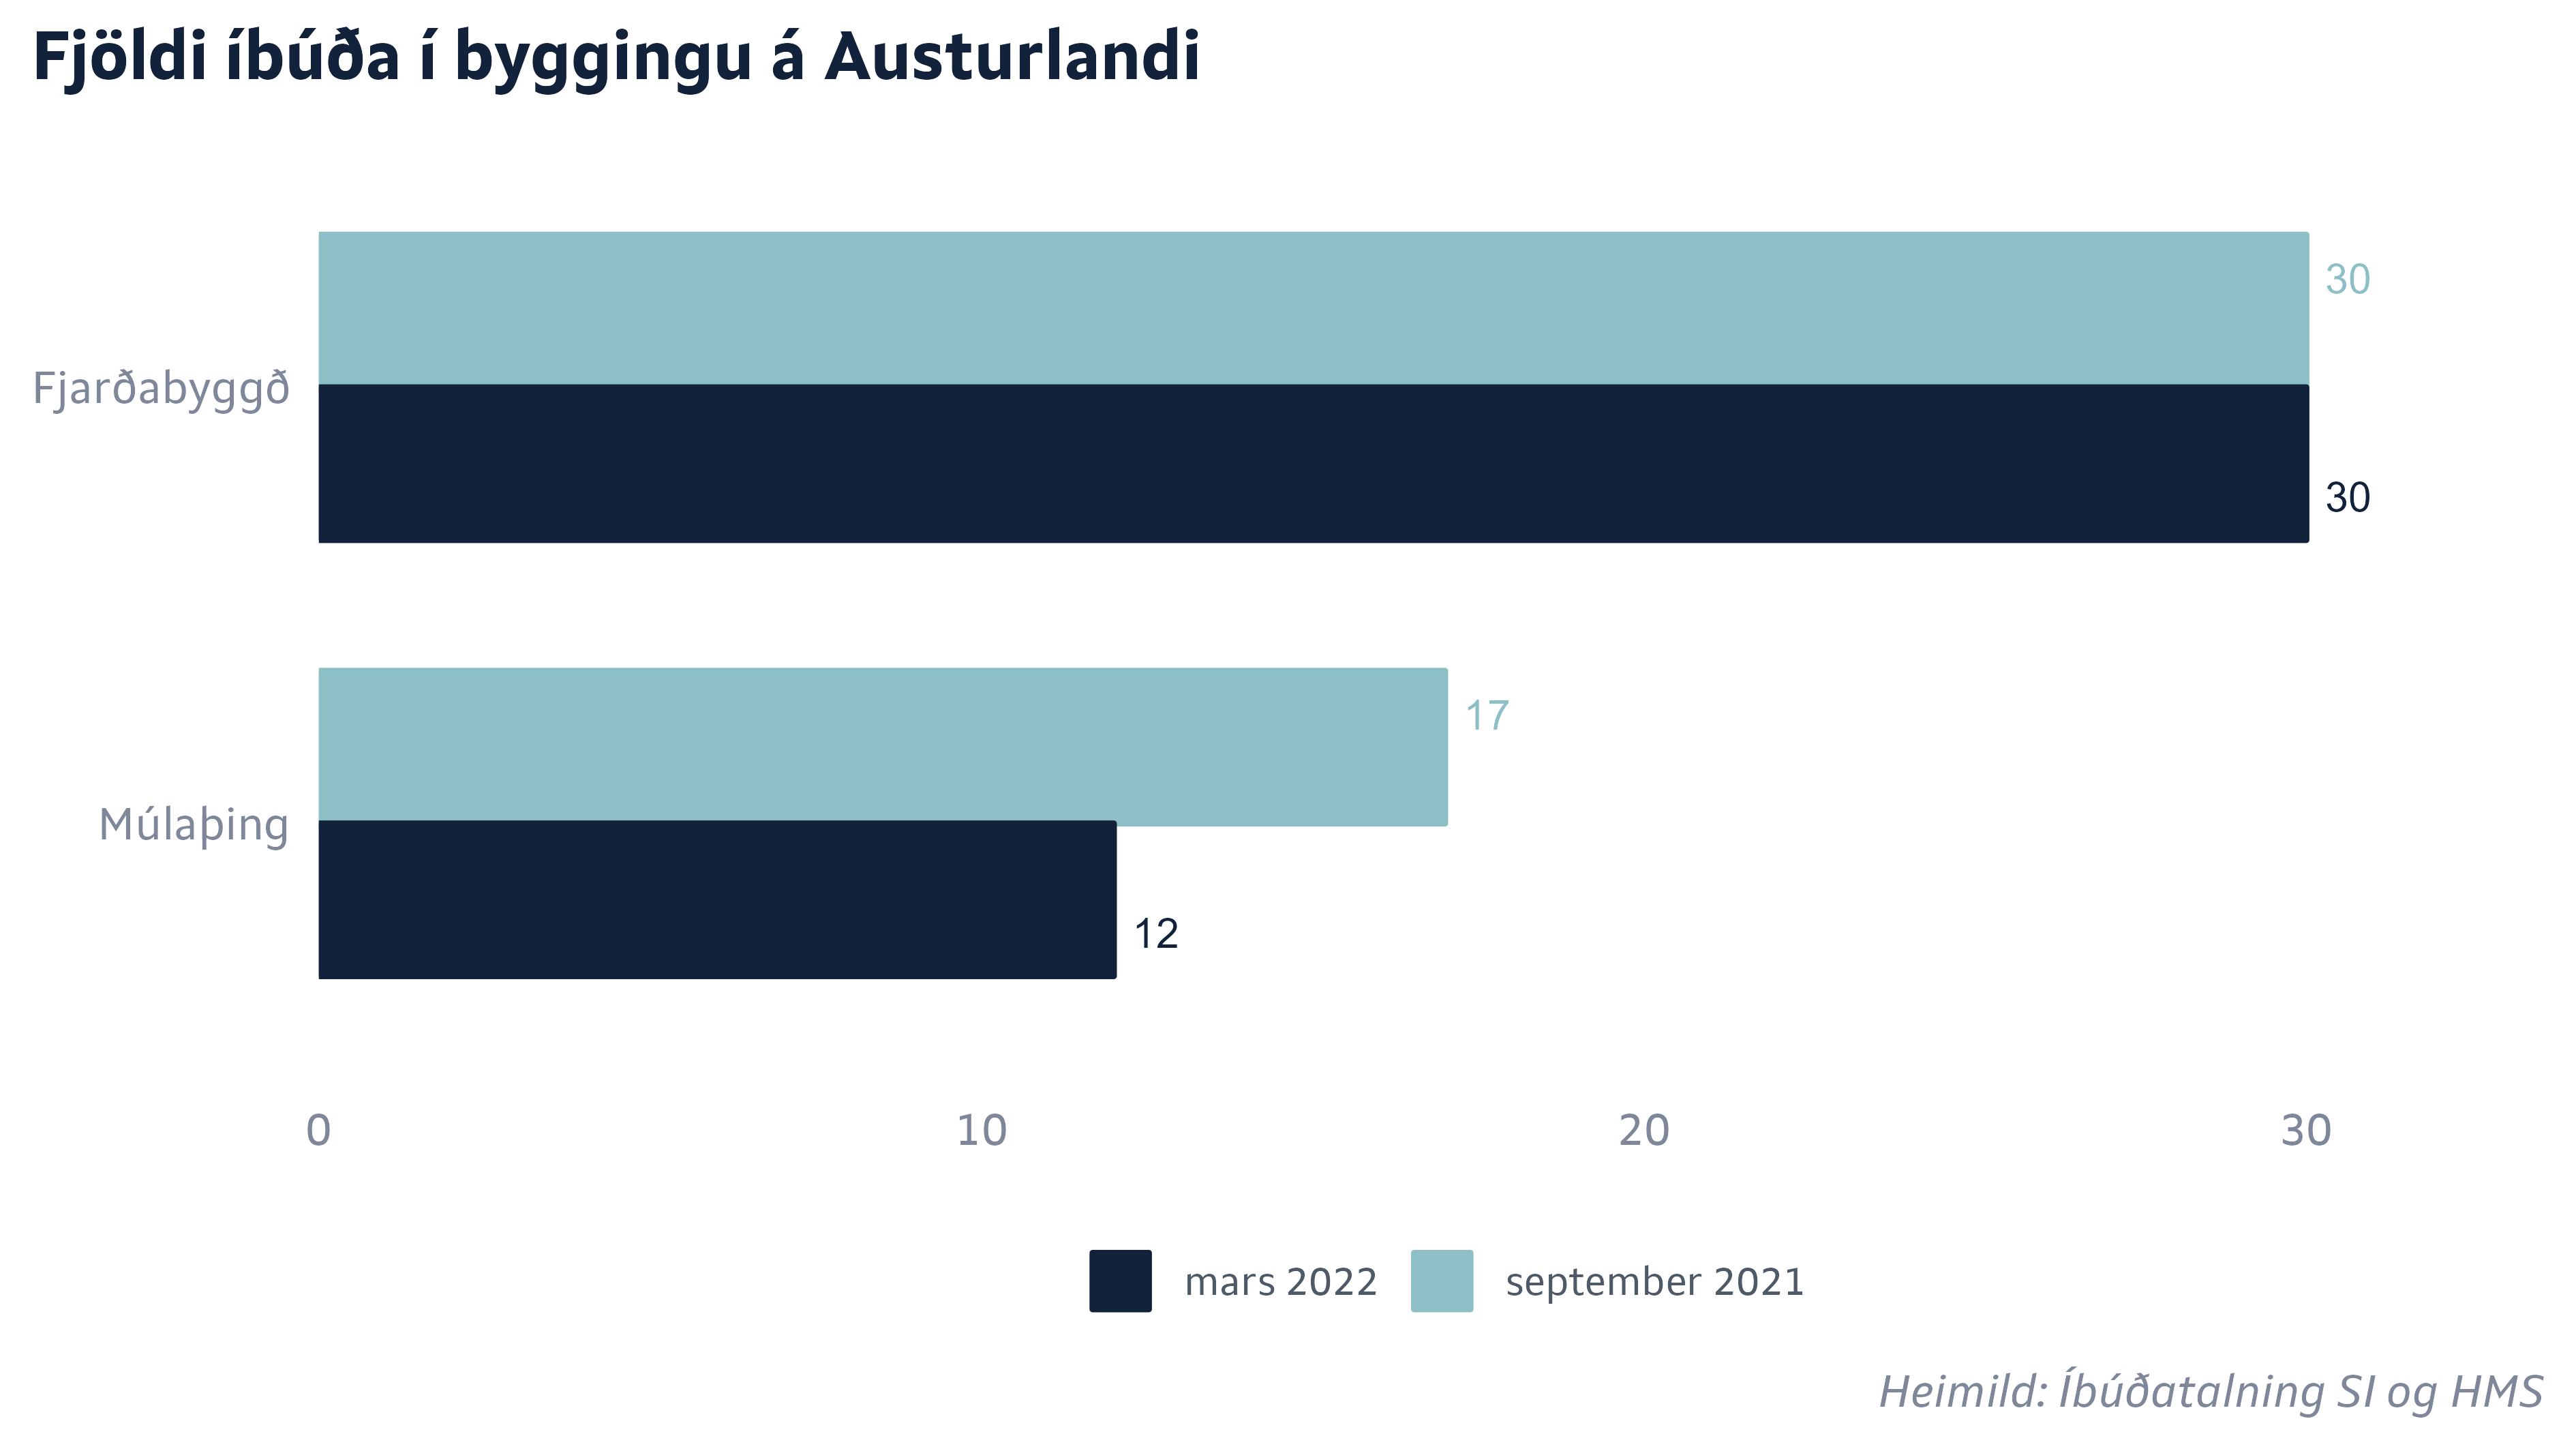 Fjöldi íbúða í byggingu á Austurlandi
30
Fjarðabyggð
30
17
Múlaþing
12
0 10 20 30
mars 2022 september 2021
Heimild: Íbúðatalning SI og HMS